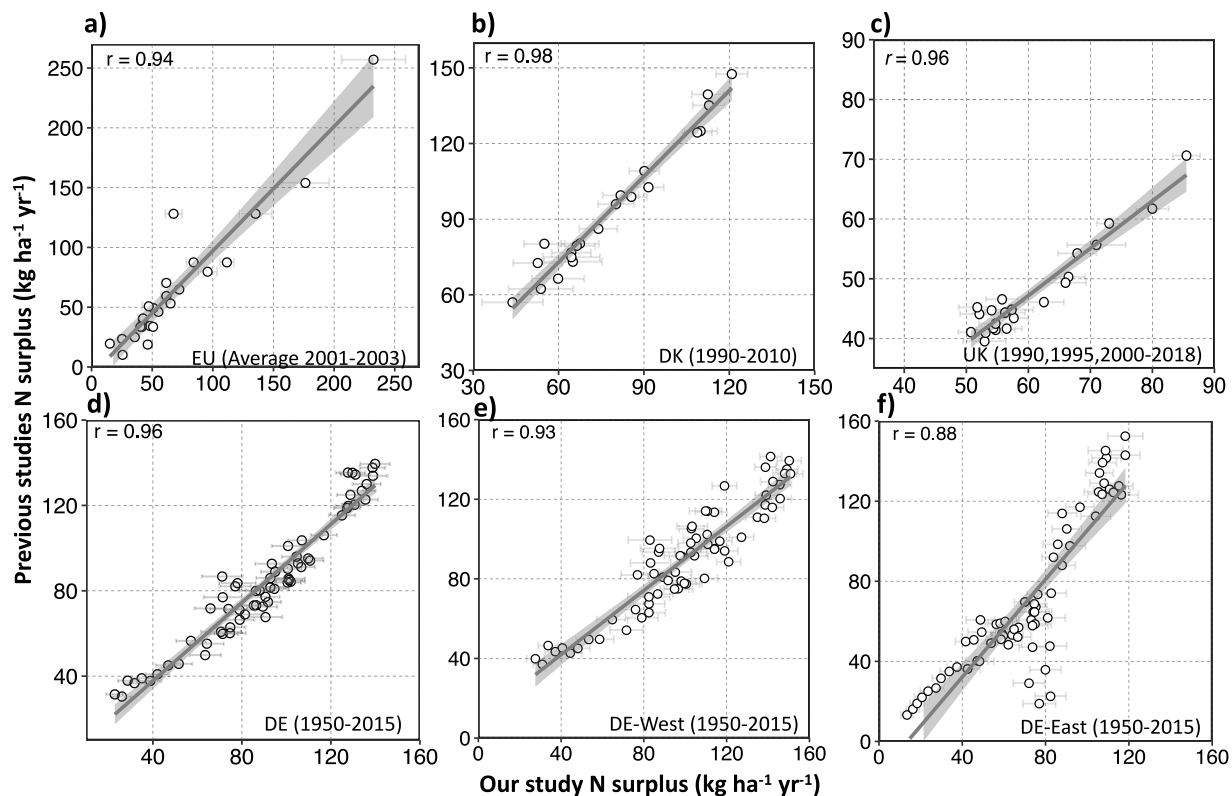 a)
b)
c)
r = 0.94
r = 0.98
r = 0.96
250
200
150
100
50
0
150
120
90
60
30
90
80
70
60
50
40
EU (Average 2001-2003)
DK (1990-2010)
UK (1990,1995,2000-2018)
0 50 100 150 200 250
30 60 90 120 150
40 50 60 70 80 90
Previous studies N surplus (kg ha⁻¹ yr⁻¹)
d)
e)
f)
r = 0.96
r = 0.93
r = 0.88
160
120
80
40
160
120
80
40
0
160
120
80
40
0
DE (1950-2015)
DE-West (1950-2015)
DE-East (1950-2015)
40 80 120 160
0 40 80 120 160
0 40 80 120 160
Our study N surplus (kg ha⁻¹ yr⁻¹)